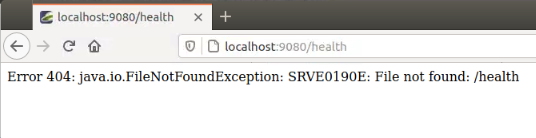 localhost:9080/health
localhost:9080/health
Error 404: java.io.FileNotFoundException: SRVE0190E: File not found: /health